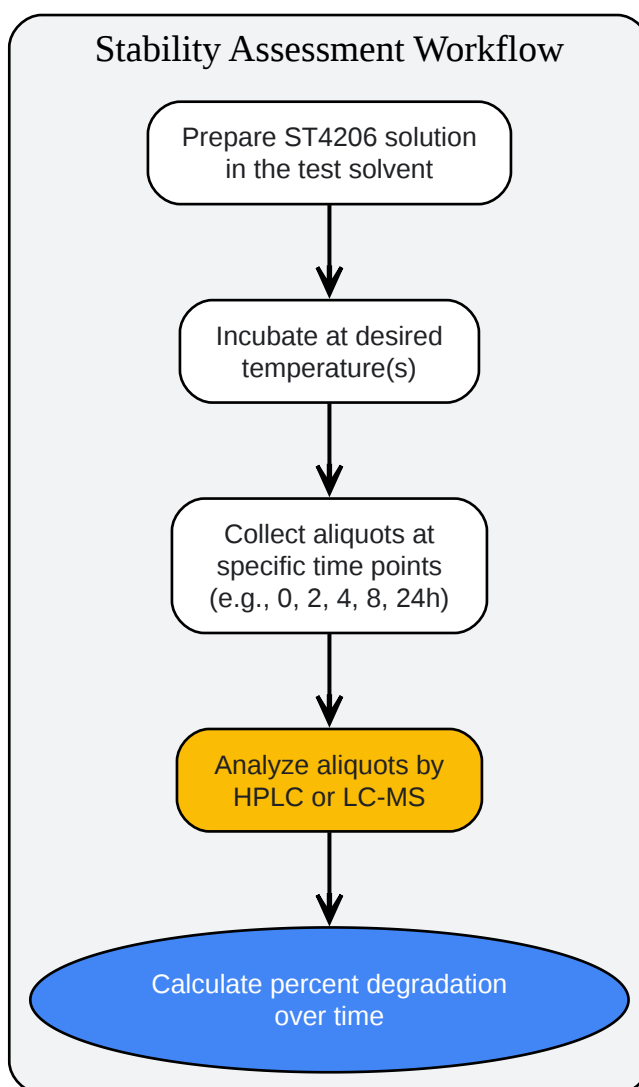 Stability Assessment Workflow
Prepare ST4206 solution
in the test solvent
Incubate at desired
temperature(s)
Collect aliquots at
specific time points
(e.g., 0, 2, 4, 8, 24h)
Analyze aliquots by
HPLC or LC-MS
Calculate percent degradation
over time